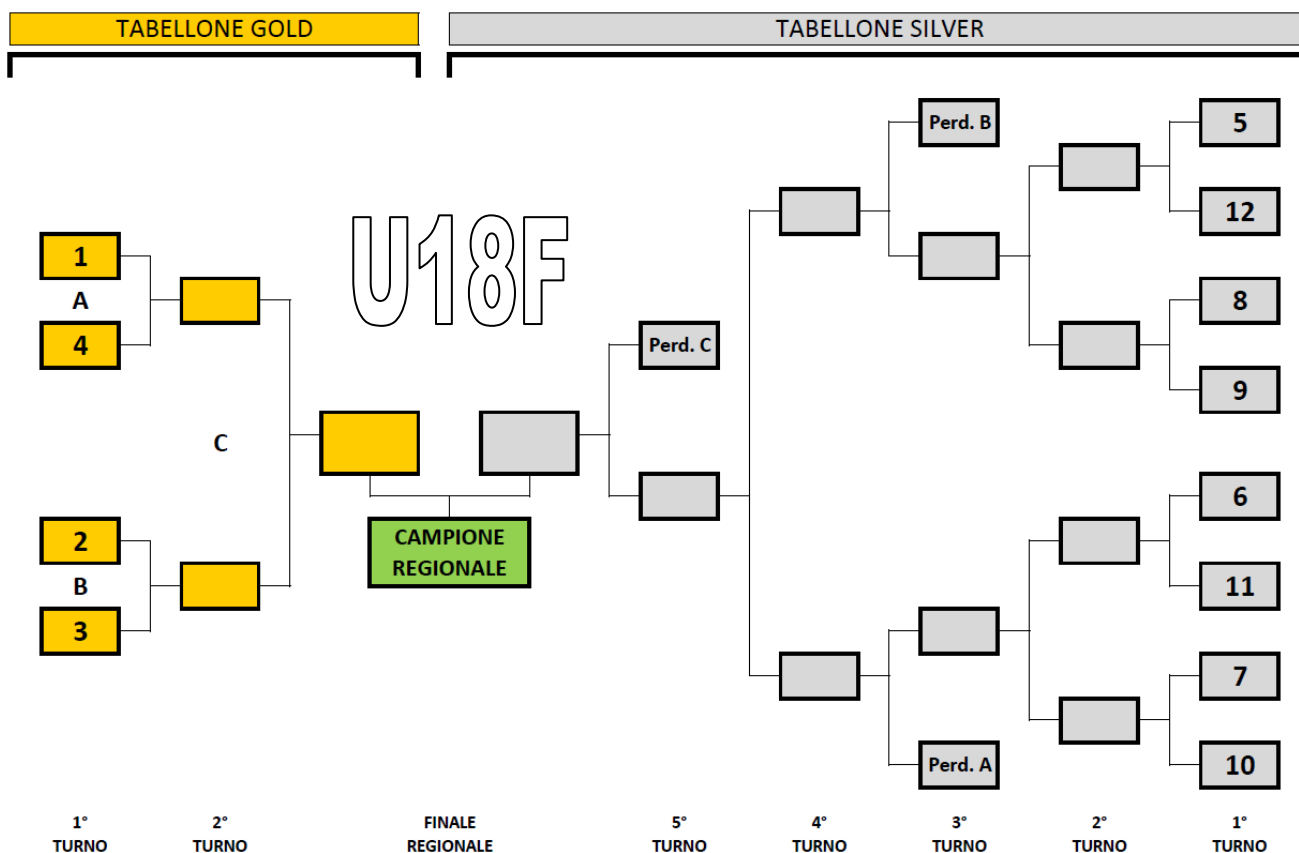 TABELLONE GOLD
TABELLONE SILVER
U18F
1
A
4
C
2
B
3
CAMPIONE
REGIONALE
Perd. C
Perd. B
Perd. A
5
12
8
9
6
11
7
10
1°
TURNO
2°
TURNO
FINALE
REGIONALE
5°
TURNO
4°
TURNO
3°
TURNO
2°
TURNO
1°
TURNO